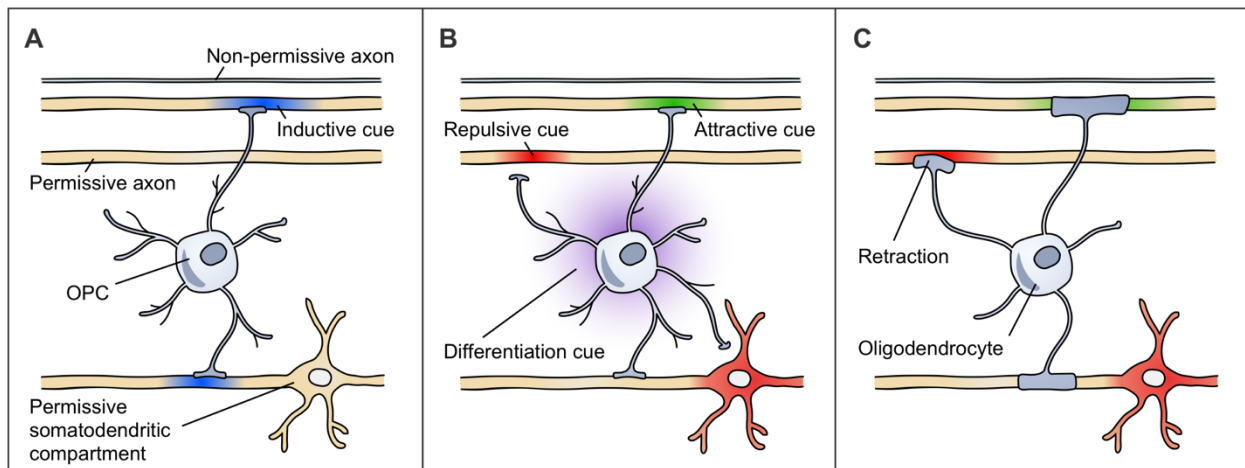 A
Non-permissive axon
Inductive cue
Permissive axon
OPC
Permissive
somatodendritic
compartment
B
Repulsive cue
Attractive cue
Differentiation cue
C
Retraction
Oligodendrocyte